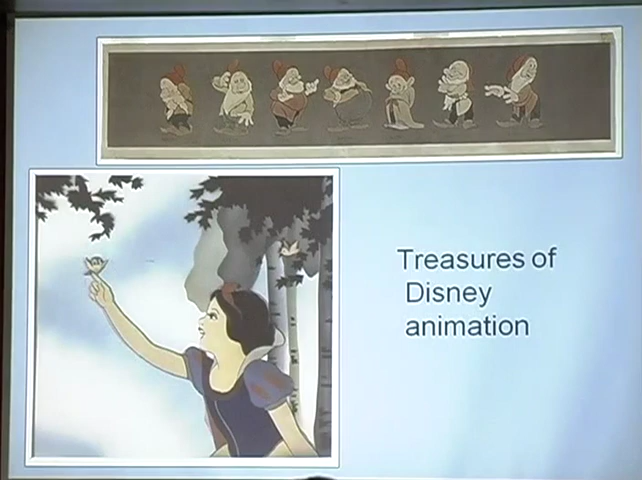 Treasures of
Disney
animation